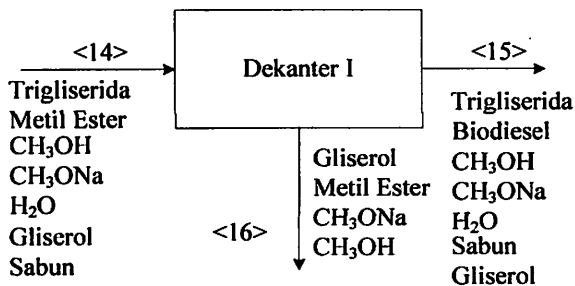 <14>
Dekanter I
<15>
Trigliserida
Metil Ester
CH₃OH
CH₃ONa
H₂O
Gliserol
Sabun
Gliserol
Metil Ester
CH₃ONa
CH₃OH
<16>
Trigliserida
Biodiesel
CH₃OH
CH₃ONa
H₂O
Sabun
Gliserol